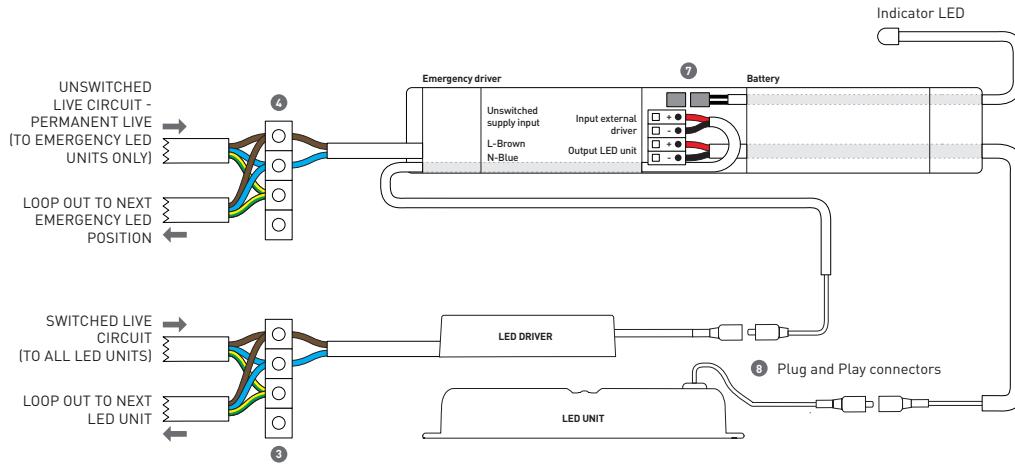 Indicator LED
UNSWITCHED
LIVE CIRCUIT -
PERMANENT LIVE
(TO EMERGENCY LED
UNITS ONLY)
4
Emergency driver
7
Battery
Unswitched
supply input
L-Brown
N-Blue
Input external
driver
Output LED unit
+
-
+
-
LOOP OUT TO NEXT
EMERGENCY LED
POSITION
SWITCHED LIVE
CIRCUIT
(TO ALL LED UNITS)
LED DRIVER
8 Plug and Play connectors
LOOP OUT TO NEXT
LED UNIT
LED UNIT
3